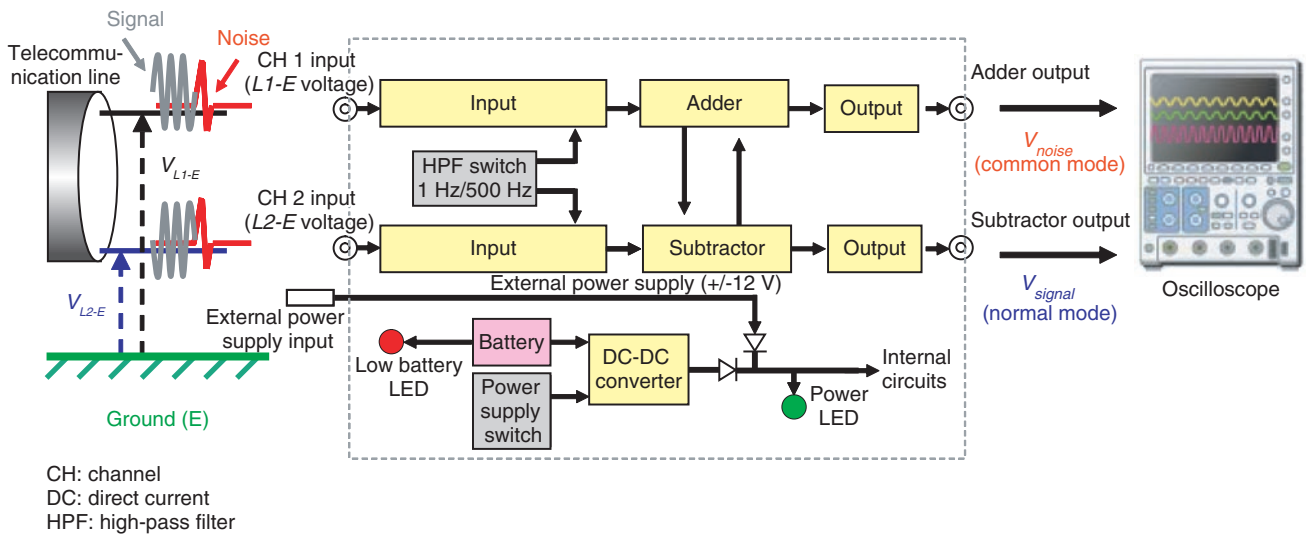 Signal
Telecommu-
nication line
Noise
CH 1 input
(L1-E voltage)
Input
Adder
Output
Adder output
V_noise
(common mode)
V_L1-E
HPF switch
1 Hz/500 Hz
CH 2 input
(L2-E voltage)
Input
Subtractor
Output
Subtractor output
V_signal
(normal mode)
Oscilloscope
V_L2-E
External power supply (+/-12 V)
External power
supply input
Battery
Low battery
LED
DC-DC
converter
Power
supply
switch
Internal
circuits
Power
LED
Ground (E)
CH: channel
DC: direct current
HPF: high-pass filter